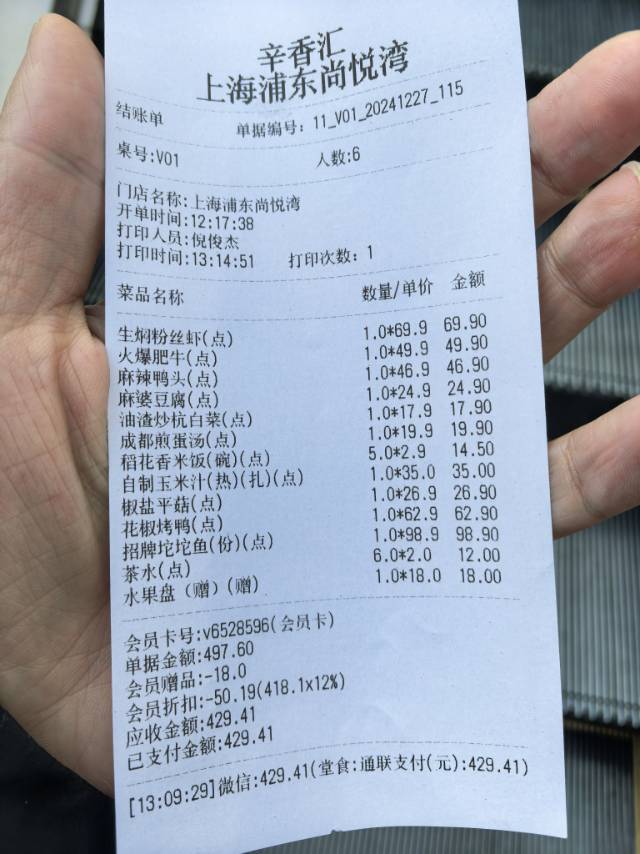 辛香汇
上海浦东尚悦湾
结账单 单据编号: 11_V01_20241227_115
桌号:V01 人数:6
门店名称:上海浦东尚悦湾
开单时间:12:17:38
打印人员:倪俊杰
打印时间:13:14:51 打印次数: 1
菜品名称 数量/单价 金额
生焖粉丝虾(点) 1.0*69.9 69.90
火爆肥牛(点) 1.0*49.9 49.90
麻辣鸭头(点) 1.0*46.9 46.90
麻婆豆腐(点) 1.0*24.9 24.90
油渣炒杭白菜(点) 1.0*17.9 17.90
成都煎蛋汤(点) 1.0*19.9 19.90
稻花香米饭(碗)(点) 5.0*2.9 14.50
自制玉米汁(热)(扎)(点) 1.0*35.0 35.00
椒盐平菇(点) 1.0*26.9 26.90
花椒烤鸭(点) 1.0*62.9 62.90
招牌坨坨鱼(份)(点) 1.0*98.9 98.90
茶水(点) 6.0*2.0 12.00
水果盘（赠）(赠) 1.0*18.0 18.00
会员卡号:v6528596(会员卡)
单据金额:497.60
会员赠品:-18.0
会员折扣:-50.19(418.1x12%)
应收金额:429.41
已支付金额:429.41
[13:09:29]微信:429.41(堂食:通联支付(元):429.41)